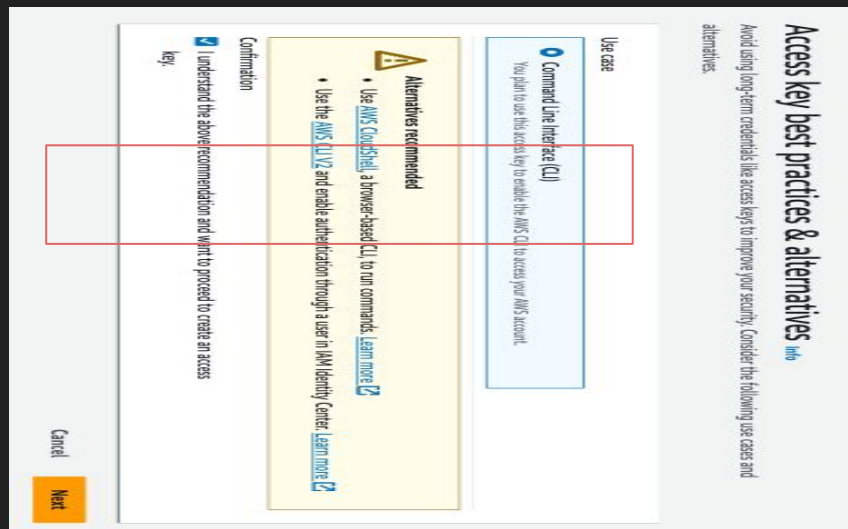 Access key best practices & alternatives Info
Avoid using long-term credentials like access keys to improve your security. Consider the following use cases and
alternatives.
Use case
Command Line Interface (CLI)
You plan to use this access key to enable the AWS CLI to access your AWS account.
Alternatives recommended
• Use AWS CloudShell, a browser-based CLI, to run commands. Learn more
• Use the AWS CLI V2 and enable authentication through a user in IAM Identity Center. Learn more
Confirmation
I understand the above recommendation and want to proceed to create an access
key.
Cancel
Next